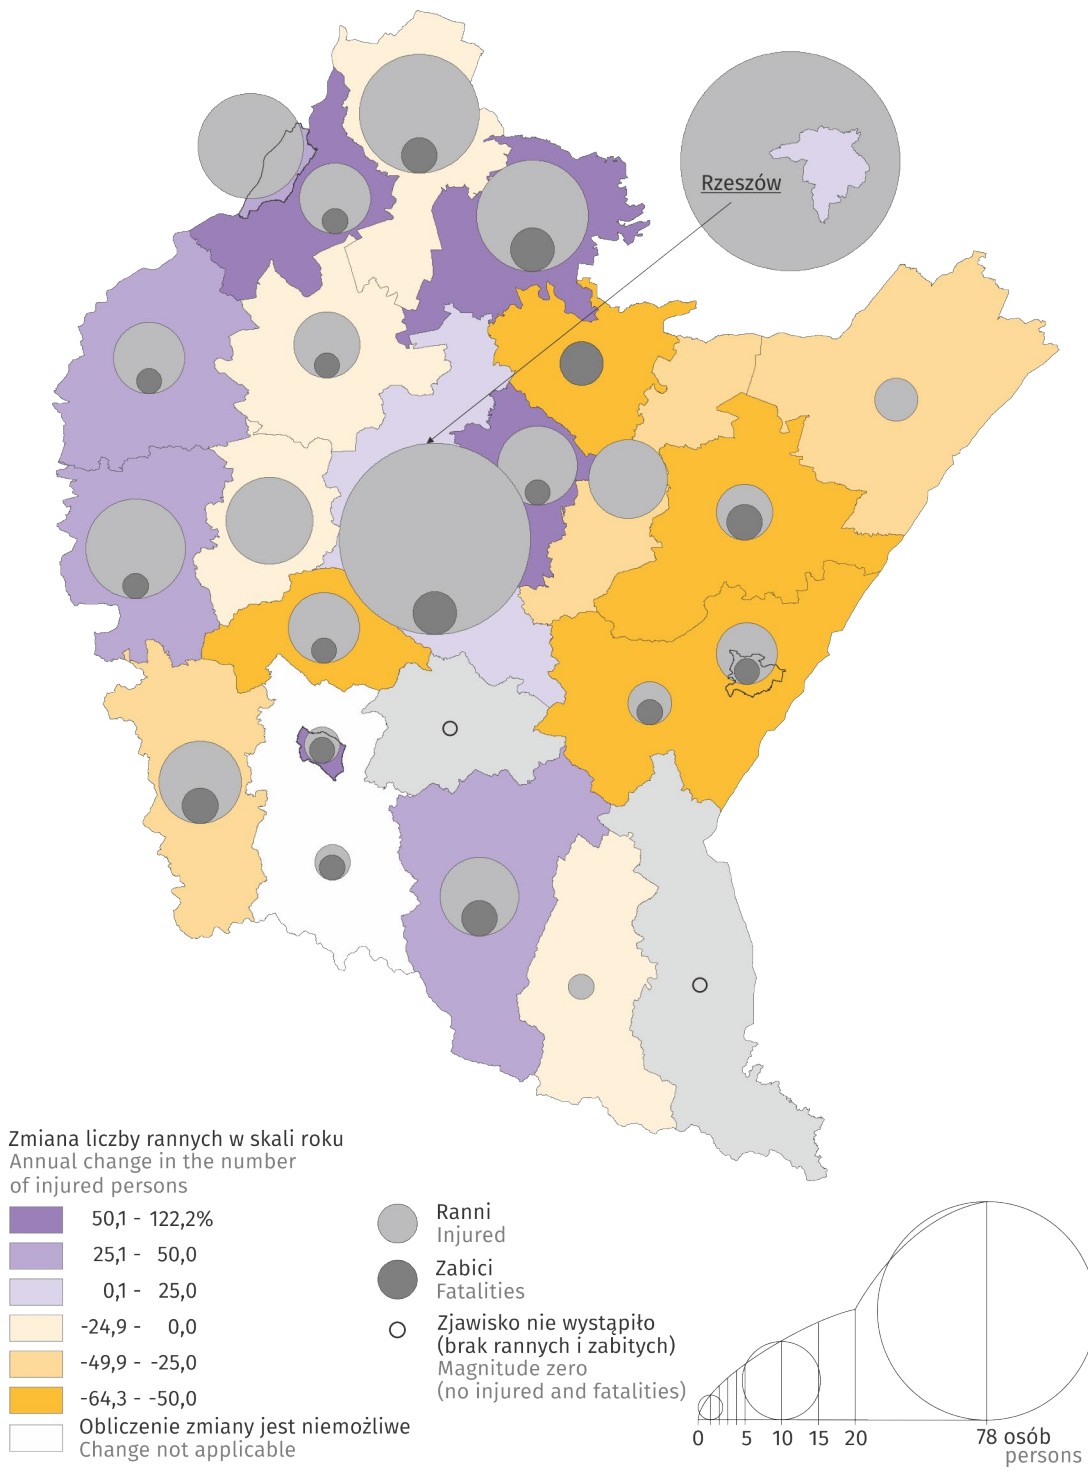 Rzeszów
Zmiana liczby rannych w skali roku
Annual change in the number
of injured persons
50,1 - 122,2%
25,1 - 50,0
0,1 - 25,0
-24,9 - 0,0
-49,9 - -25,0
-64,3 - -50,0
Obliczenie zmiany jest niemożliwe
Change not applicable
Ranni
Injured
Zabici
Fatalities
Zjawisko nie wystąpiło
(brak rannych i zabitych)
Magnitude zero
(no injured and fatalities)
0 5 10 15 20 78 osób
persons